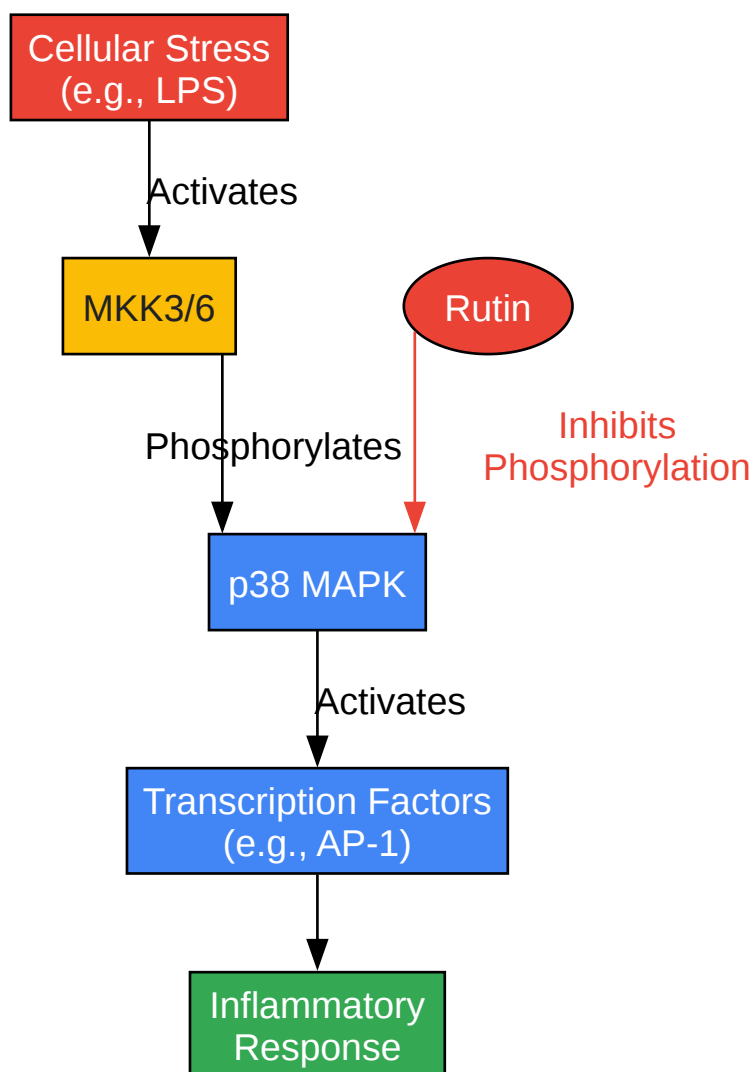 Cellular Stress
(e.g., LPS)
Activates
MKK3/6
Rutin
Phosphorylates
Inhibits
Phosphorylation
p38 MAPK
Activates
Transcription Factors
(e.g., AP-1)
Inflammatory
Response